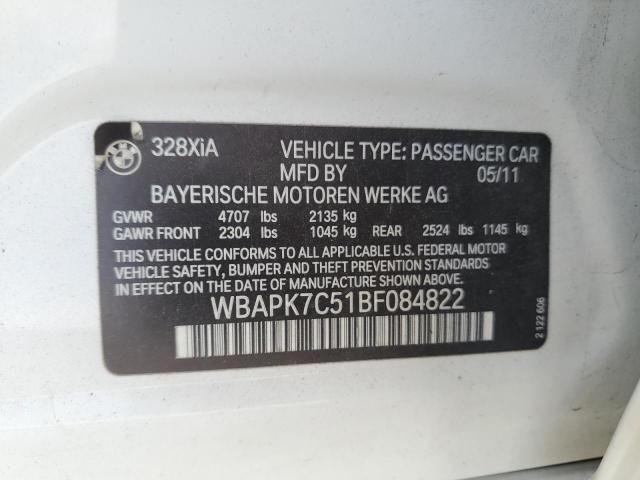 328XiA VEHICLE TYPE: PASSENGER CAR
MFD BY 05/11
BAYERISCHE MOTOREN WERKE AG
GVWR 4707 lbs 2135 kg
GAWR FRONT 2304 lbs 1045 kg REAR 2524 lbs 1145 kg
THIS VEHICLE CONFORMS TO ALL APPLICABLE U.S. FEDERAL MOTOR
VEHICLE SAFETY, BUMPER AND THEFT PREVENTION STANDARDS
IN EFFECT ON THE DATE OF MANUFACTURE SHOWN ABOVE.
WBAPK7C51BF084822
2 122 606